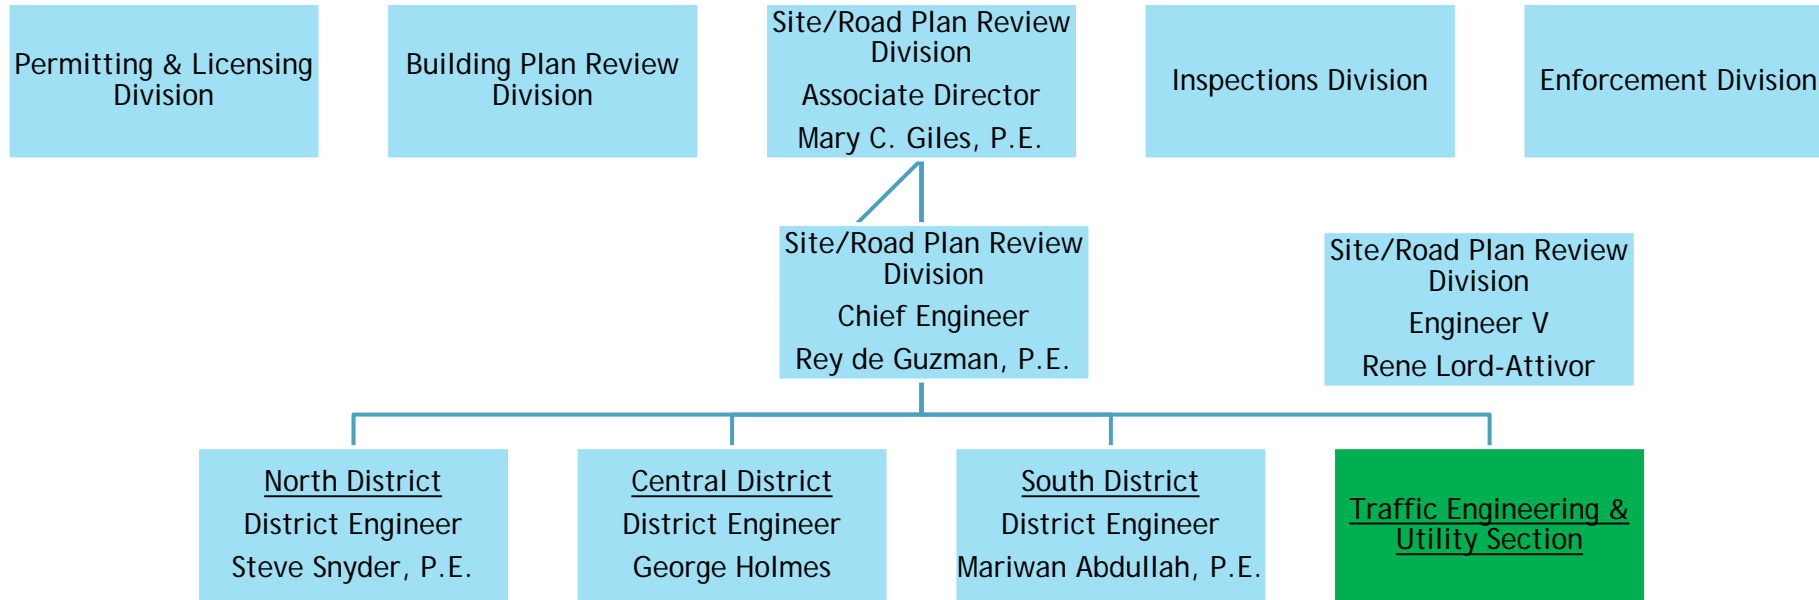 Permitting & Licensing
Division
Building Plan Review
Division
Site/Road Plan Review
Division
Associate Director
Mary C. Giles, P.E.
Inspections Division
Enforcement Division
Site/Road Plan Review
Division
Chief Engineer
Rey de Guzman, P.E.
Site/Road Plan Review
Division
Engineer V
Rene Lord-Attivor
North District
District Engineer
Steve Snyder, P.E.
Central District
District Engineer
George Holmes
South District
District Engineer
Mariwan Abdullah, P.E.
Traffic Engineering &
Utility Section